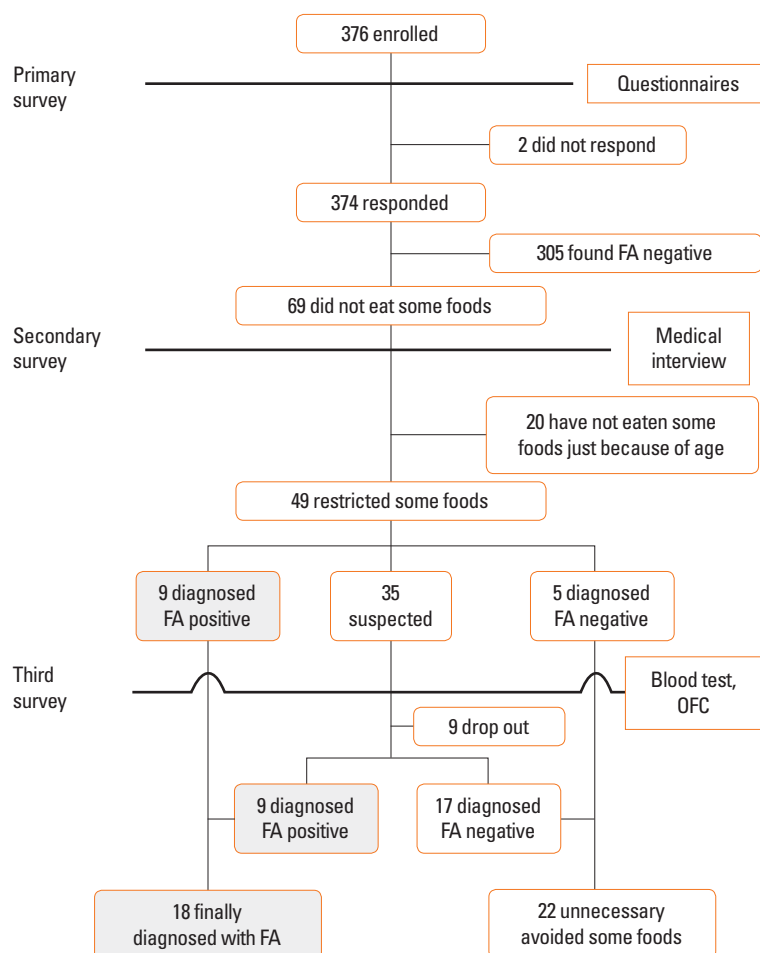 376 enrolled
Primary
survey
Questionnaires
2 did not respond
374 responded
305 found FA negative
69 did not eat some foods
Secondary
survey
Medical
interview
20 have not eaten some
foods just because of age
49 restricted some foods
9 diagnosed
FA positive
35
suspected
5 diagnosed
FA negative
Third
survey
Blood test,
OFC
9 drop out
9 diagnosed
FA positive
17 diagnosed
FA negative
18 finally
diagnosed with FA
22 unnecessary
avoided some foods